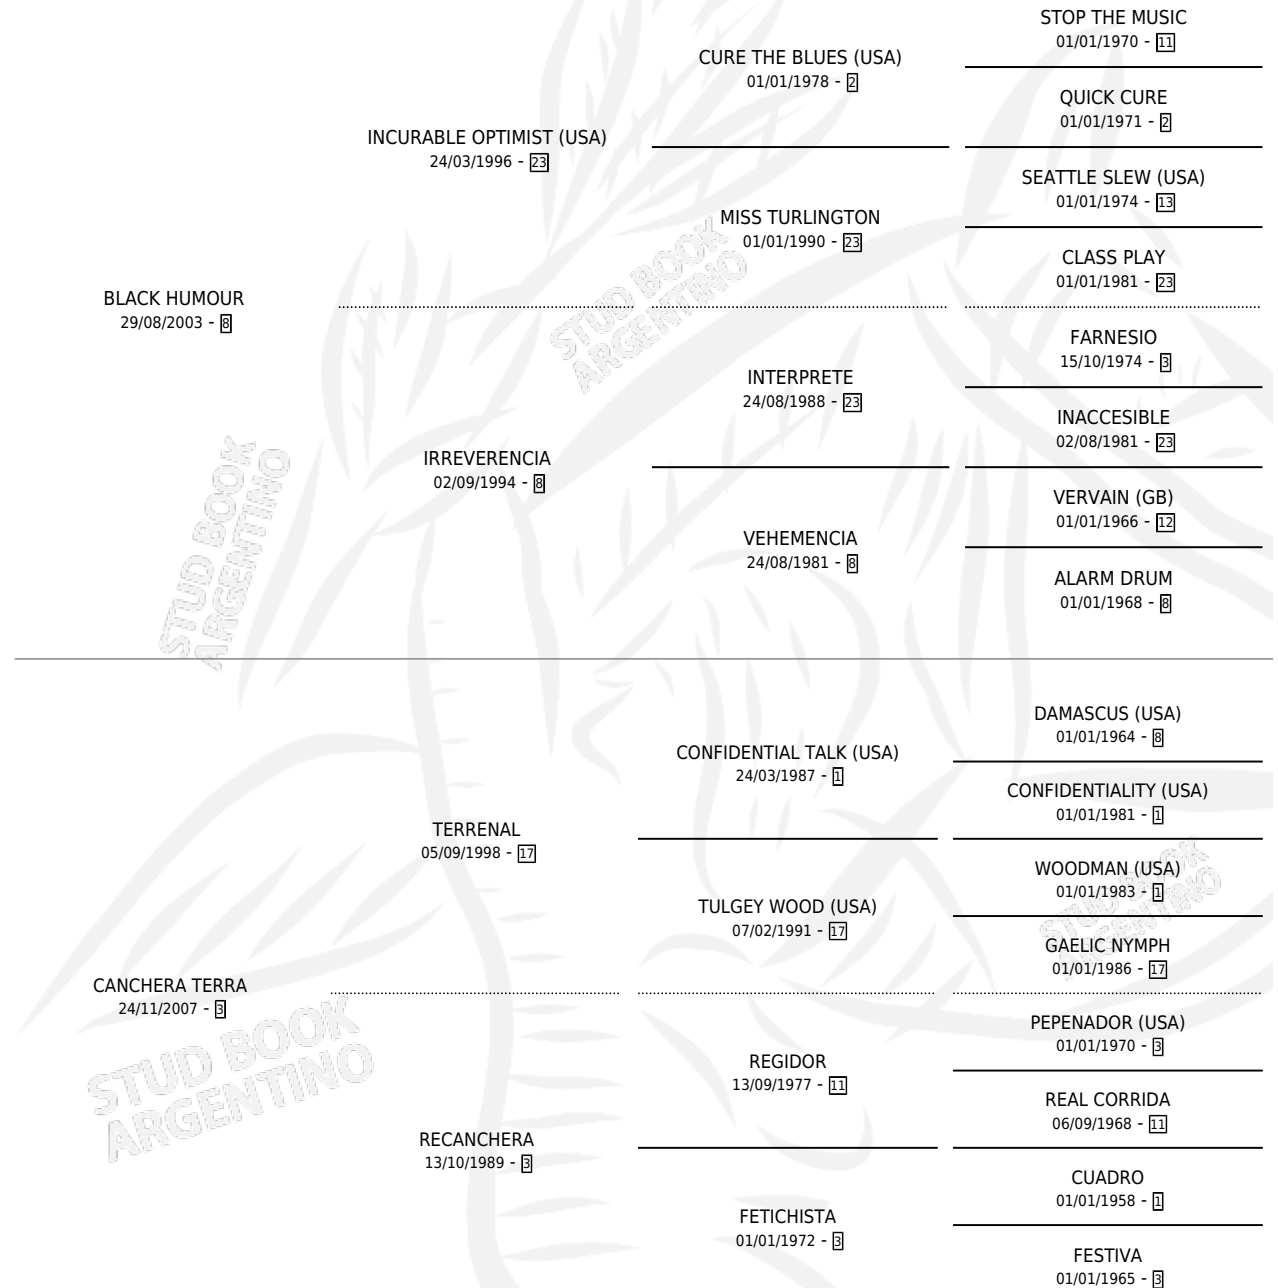 STOP THE MUSIC
01/01/1970 - 11
CURE THE BLUES (USA)
01/01/1978 - 2
QUICK CURE
01/01/1971 - 2
INCURABLE OPTIMIST (USA)
24/03/1996 - 23
SEATTLE SLEW (USA)
01/01/1974 - 13
MISS TURLINGTON
01/01/1990 - 23
CLASS PLAY
01/01/1981 - 23
BLACK HUMOUR
29/08/2003 - 8
FARNESIO
15/10/1974 - 3
INTERPRETE
24/08/1988 - 23
INACCESIBLE
02/08/1981 - 23
IRREVERENCIA
02/09/1994 - 8
VERVAIN (GB)
01/01/1966 - 12
VEHEMENCIA
24/08/1981 - 8
ALARM DRUM
01/01/1968 - 8
DAMASCUS (USA)
01/01/1964 - 8
CONFIDENTIAL TALK (USA)
24/03/1987 - 1
CONFIDENTIALITY (USA)
01/01/1981 - 1
TERRENAL
05/09/1998 - 17
WOODMAN (USA)
01/01/1983 - 1
TULGEY WOOD (USA)
07/02/1991 - 17
GAELIC NYMPH
01/01/1986 - 17
CANCHERA TERRA
24/11/2007 - 3
PEPENADOR (USA)
01/01/1970 - 3
REGIDOR
13/09/1977 - 11
REAL CORRIDA
06/09/1968 - 11
RECANCHERA
13/10/1989 - 3
CUADRO
01/01/1958 - 1
FETICHISTA
01/01/1972 - 3
FESTIVA
01/01/1965 - 3
STUD BOOK
ARGENTINO
STUD BOOK
ARGENTINO
STUD BOOK
ARGENTINO
STUD BOOK
ARGENTINO